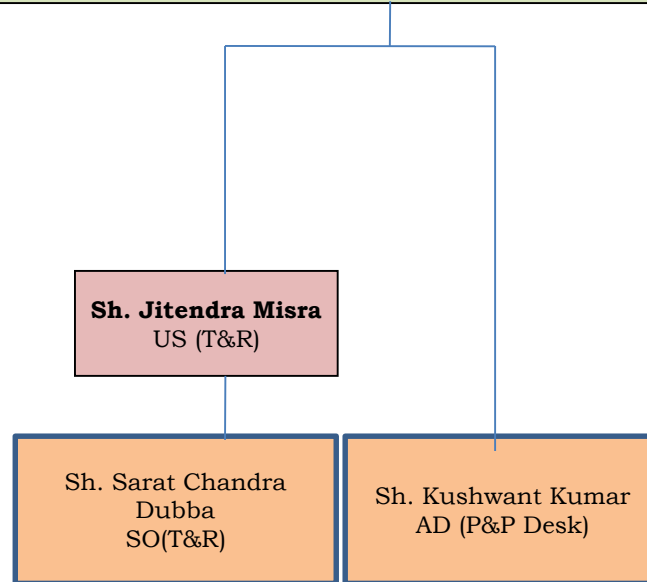 Sh. Jitendra Misra
US (T&R)
Sh. Sarat Chandra
Dubba
SO(T&R)
Sh. Kushwant Kumar
AD (P&P Desk)